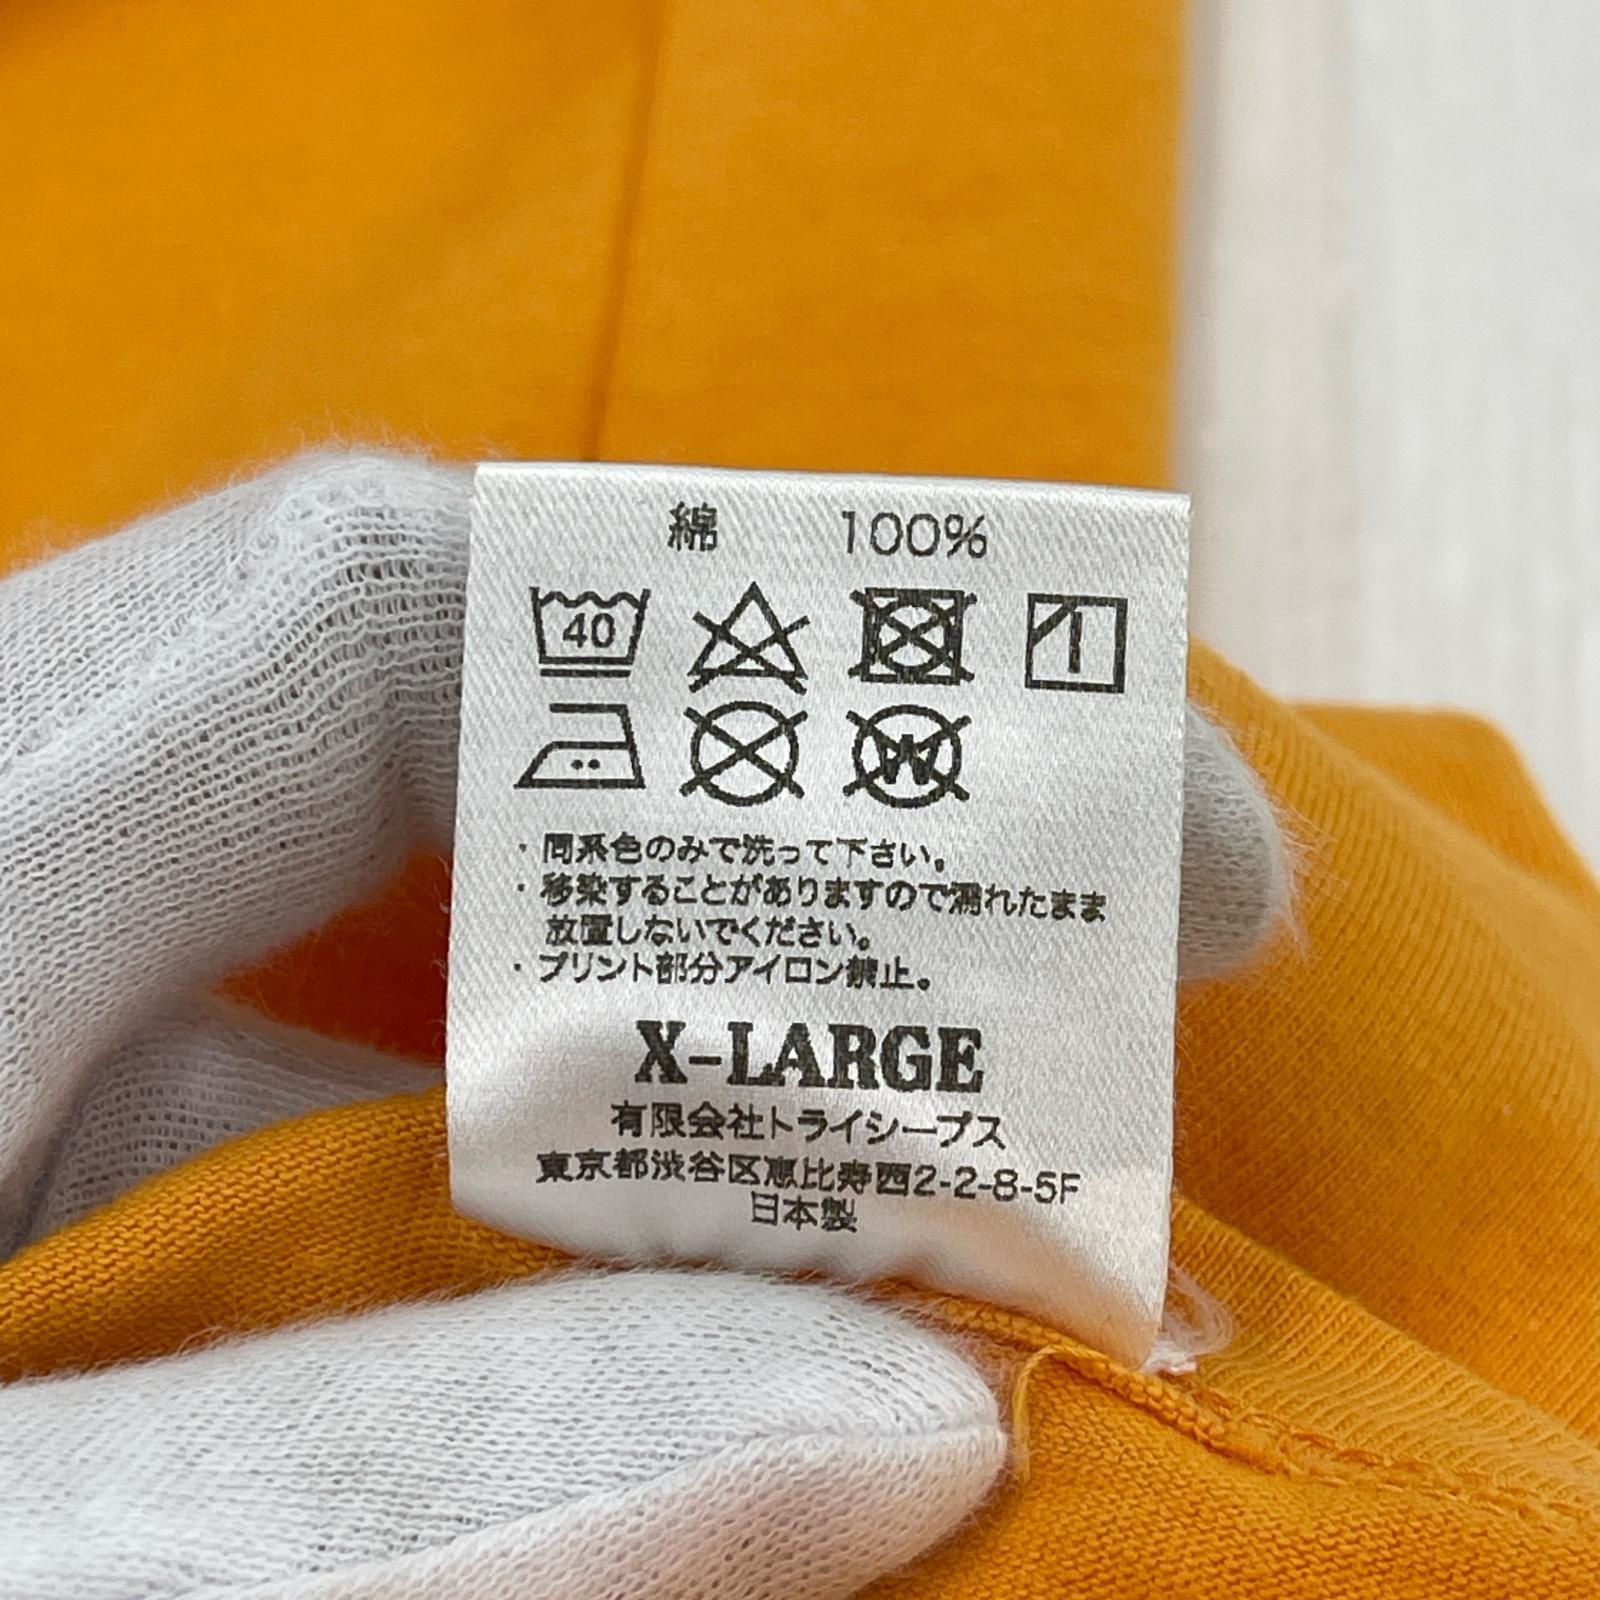 綿 100%
40
W
・同系色のみで洗って下さい。
・移染することがありますので濡れたまま
放置しないでください。
・プリント部分アイロン禁止。
X-LARGE
有限会社トライシープス
東京都渋谷区恵比寿西2-2-8-5F
日本製